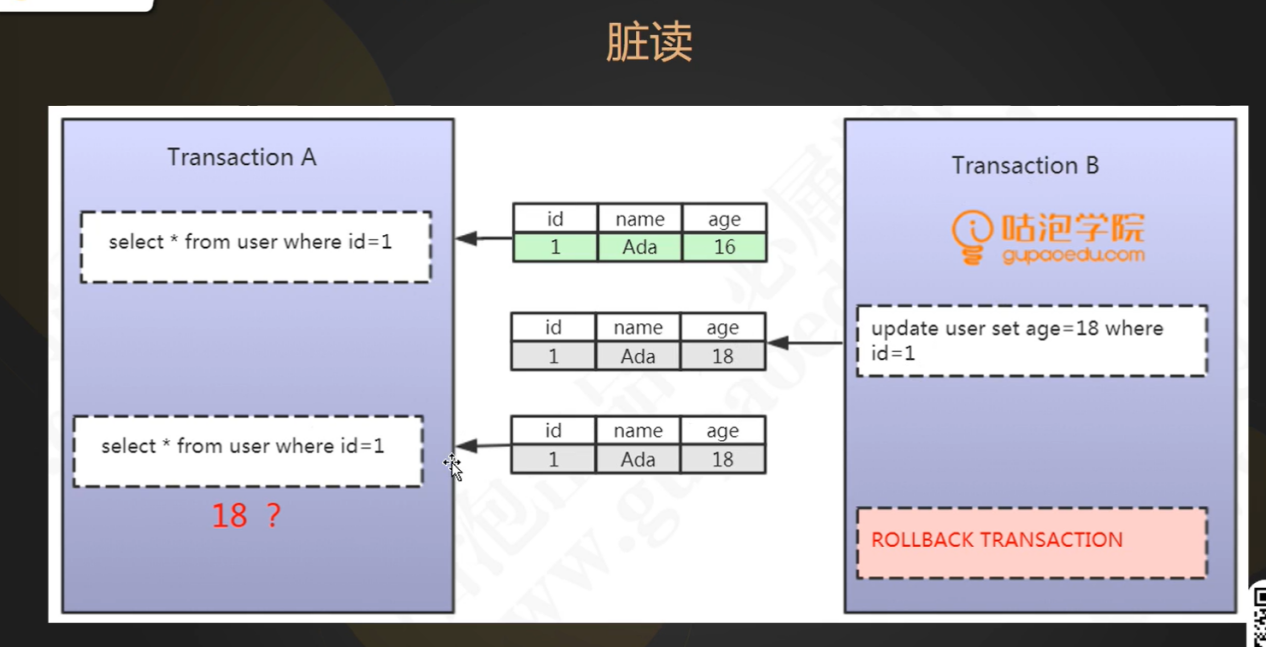 脏读
Transaction A
select * from user where id=1
select * from user where id=1
18 ?
id name age
1 Ada 16
id name age
1 Ada 18
id name age
1 Ada 18
Transaction B
咕泡学院
gupaoedu.com
update user set age=18 where
id=1
ROLLBACK TRANSACTION